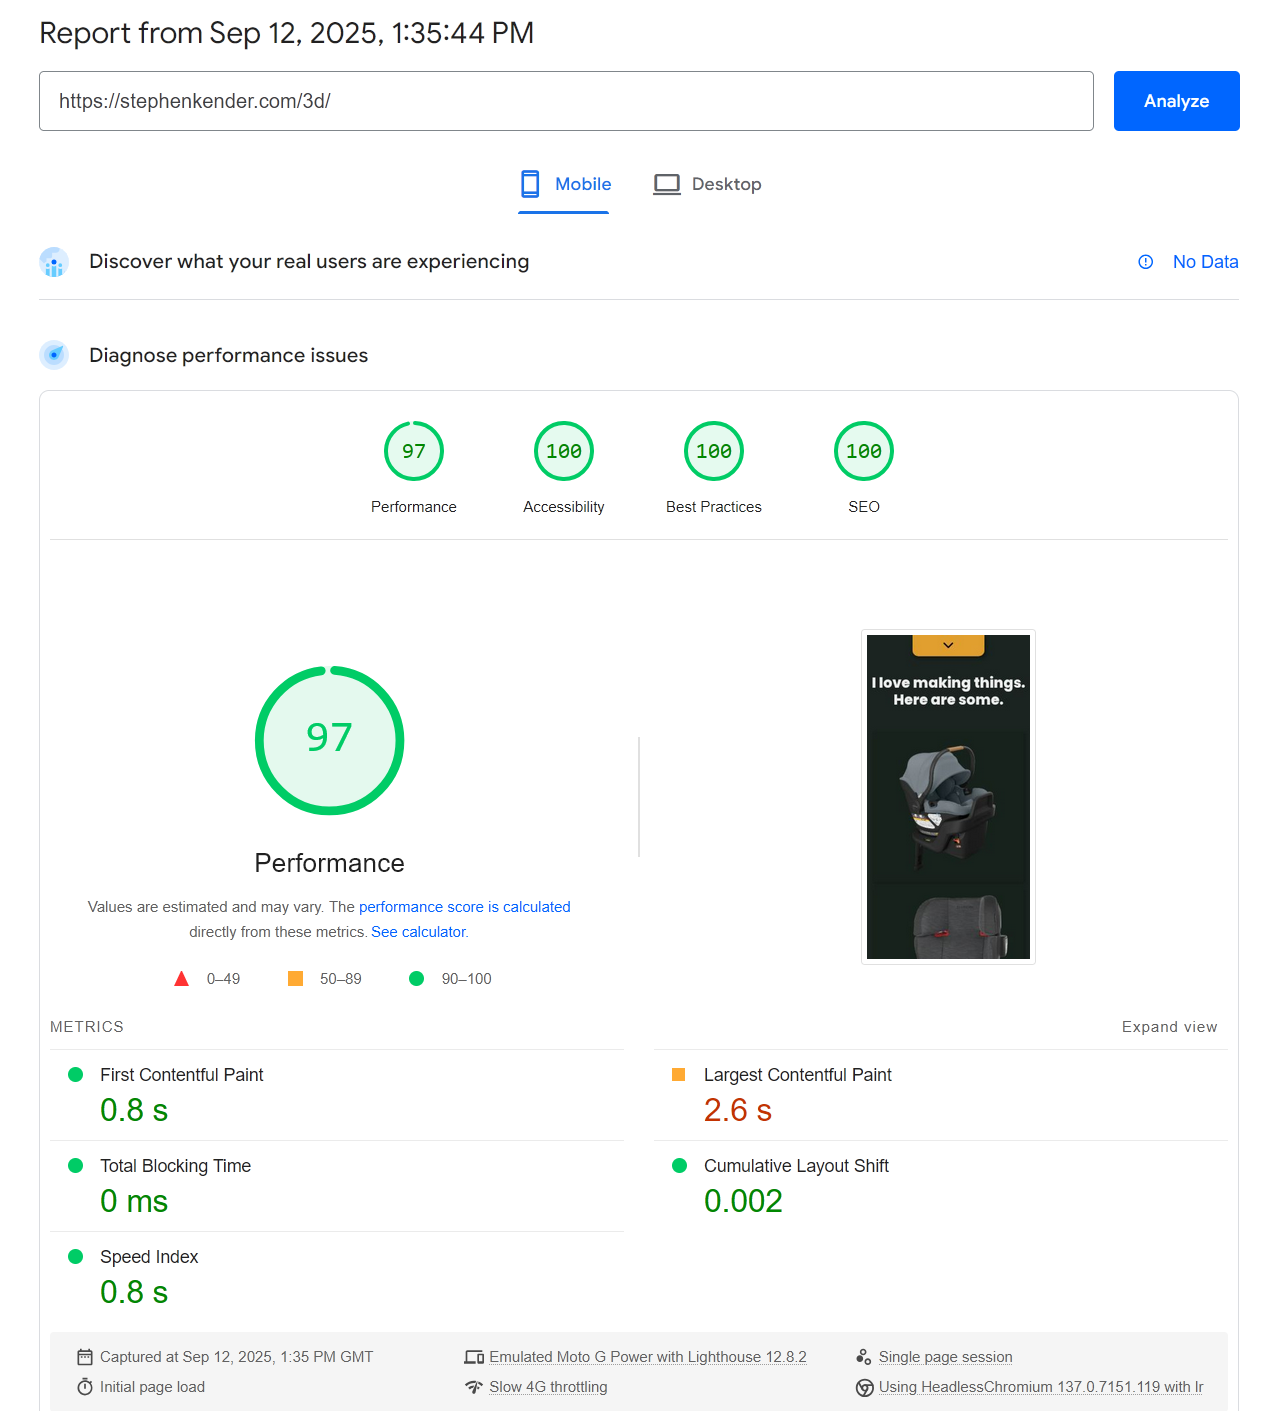 Report from Sep 12, 2025, 1:35:44 PM
https://stephenkender.com/3d/
Analyze
Mobile
Desktop
Discover what your real users are experiencing
No Data
Diagnose performance issues
97
100
100
100
Performance
Accessibility
Best Practices
SEO
97
Performance
Values are estimated and may vary. The performance score is calculated
directly from these metrics. See calculator.
0–49
50–89
90–100
I love making things.
Here are some.
METRICS
Expand view
First Contentful Paint
0.8 s
Largest Contentful Paint
2.6 s
Total Blocking Time
0 ms
Cumulative Layout Shift
0.002
Speed Index
0.8 s
Captured at Sep 12, 2025, 1:35 PM GMT
Emulated Moto G Power with Lighthouse 12.8.2
Single page session
Initial page load
Slow 4G throttling
Using HeadlessChromium 137.0.7151.119 with lr